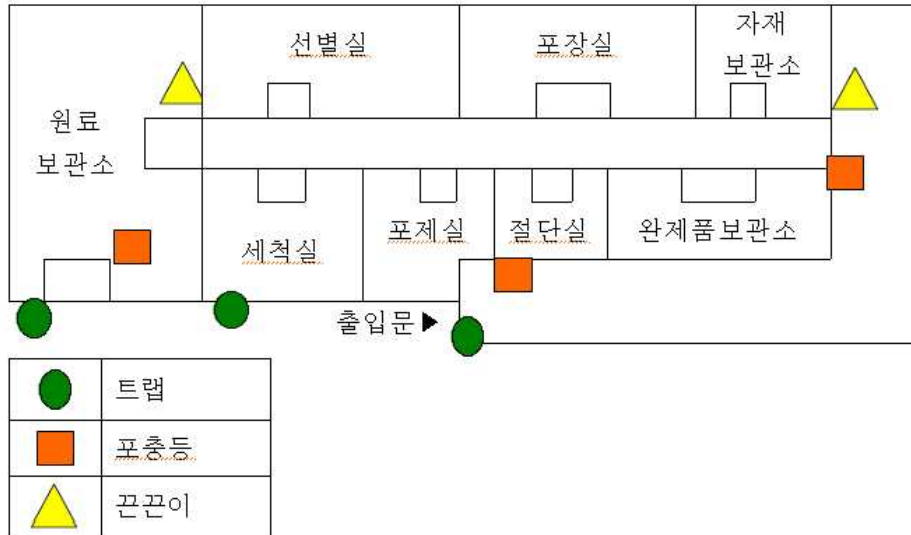 선별실
포장실
자재
보관소
원료
보관소
세척실
포제실
절단실
완제품보관소
출입문▶
트랩
포충등
끈끈이